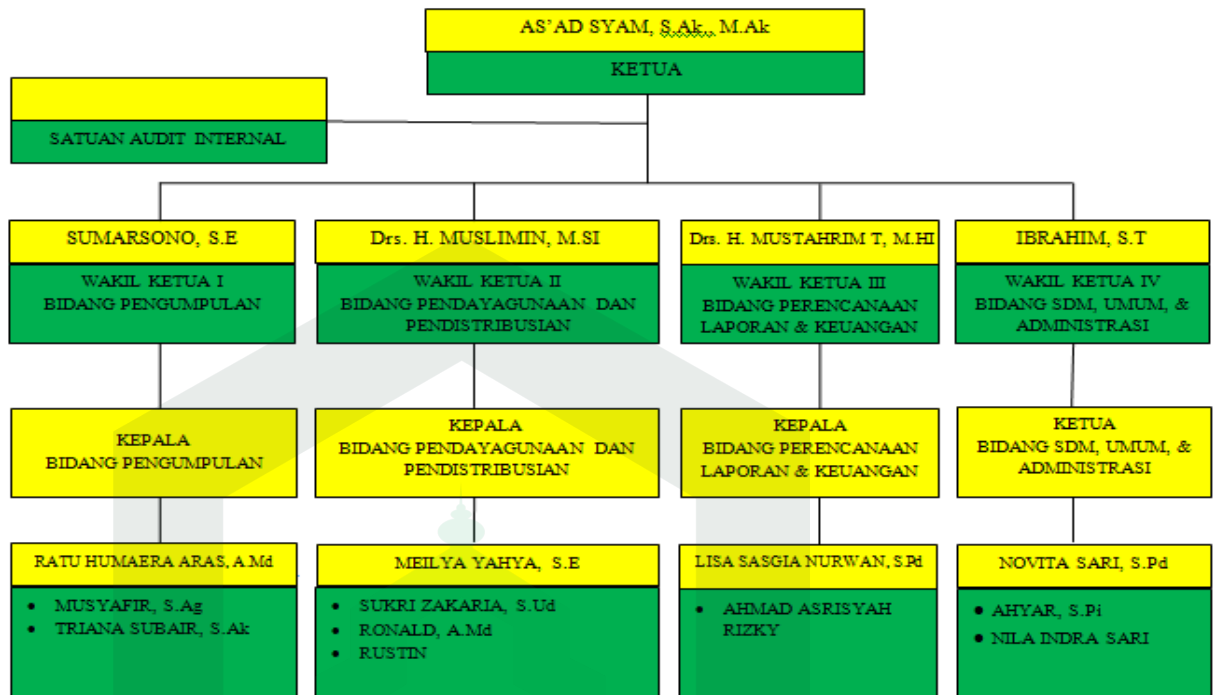 AS'AD SYAM, S.Ak., M.Ak
KETUA
SATUAN AUDIT INTERNAL
SUMARSONO, S.E
WAKIL KETUA I
BIDANG PENGUMPULAN
Drs. H. MUSLIMIN, M.SI
WAKIL KETUA II
BIDANG PENDAYAGUNAAN DAN
PENDISTRIBUSIAN
Drs. H. MUSTAHRIM T, M.HI
WAKIL KETUA III
BIDANG PERENCANAAN
LAPORAN & KEUANGAN
IBRAHIM, S.T
WAKIL KETUA IV
BIDANG SDM, UMUM, &
ADMINISTRASI
KEPALA
BIDANG PENGUMPULAN
KEPALA
BIDANG PENDAYAGUNAAN DAN
PENDISTRIBUSIAN
KEPALA
BIDANG PERENCANAAN
LAPORAN & KEUANGAN
KETUA
BIDANG SDM, UMUM, &
ADMINISTRASI
RATU HUMAERA ARAS, A.Md
• MUSYAFIR, S.Ag
• TRIANA SUBAIR, S.Ak
MEILYA YAHYA, S.E
• SUKRI ZAKARIA, S.Ud
• RONALD, A.Md
• RUSTIN
LISA SASGIA NURWAN, S.Pd
• AHMAD ASRISYAH
RIZKY
NOVITA SARI, S.Pd
• AHYAR, S.Pi
• NILA INDRA SARI